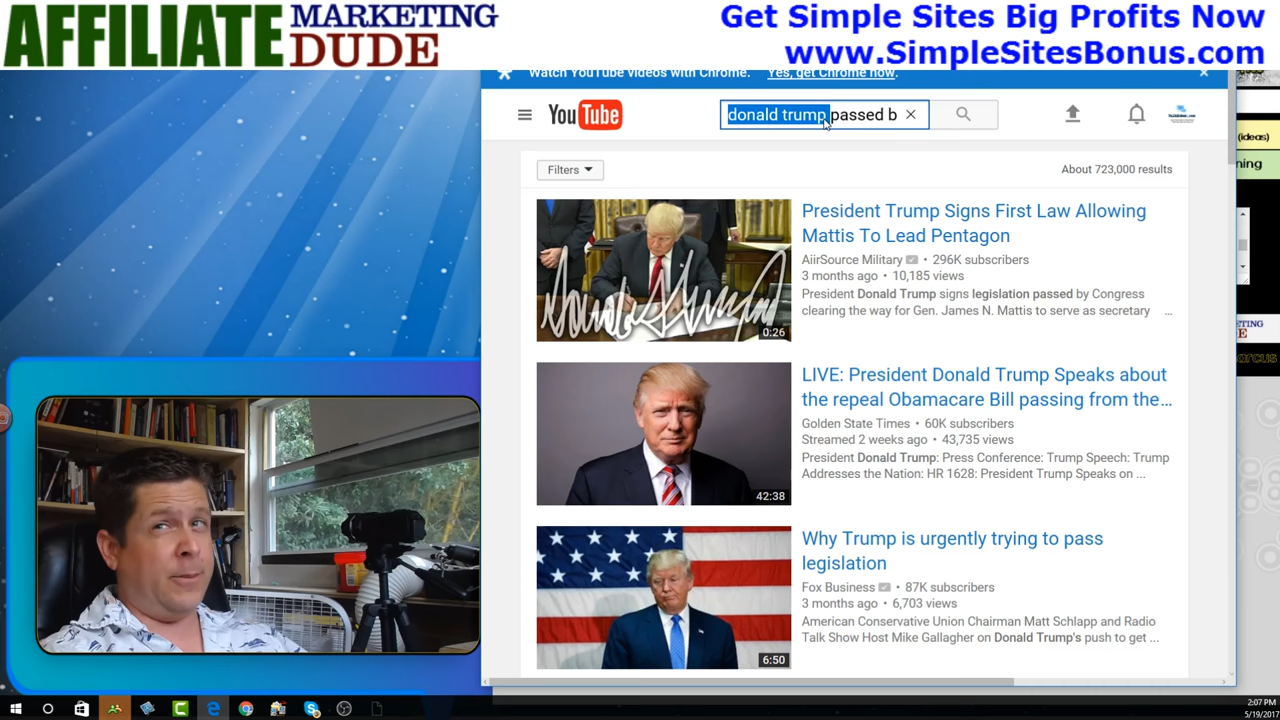 AFFILIATE MARKETING DUDE
Get Simple Sites Big Profits Now
www.SimpleSitesBonus.com
Watch YouTube videos with Chrome. Yes, get Chrome now.
YouTube
donald trump passed b
Filters
About 723,000 results
(ideas)
ning
President Trump Signs First Law Allowing
Mattis To Lead Pentagon
AiirSource Military • 296K subscribers
3 months ago • 10,185 views
President Donald Trump signs legislation passed by Congress
clearing the way for Gen. James N. Mattis to serve as secretary ...
0:26
LIVE: President Donald Trump Speaks about
the repeal Obamacare Bill passing from the...
Golden State Times • 60K subscribers
Streamed 2 weeks ago • 43,735 views
President Donald Trump: Press Conference: Trump Speech: Trump
Addresses the Nation: HR 1628: President Trump Speaks on ...
42:38
Why Trump is urgently trying to pass
legislation
Fox Business • 87K subscribers
3 months ago • 6,703 views
American Conservative Union Chairman Matt Schlapp and Radio
Talk Show Host Mike Gallagher on Donald Trump's push to get ...
6:50
ETING
E
arcus
2:07 PM
5/19/2017